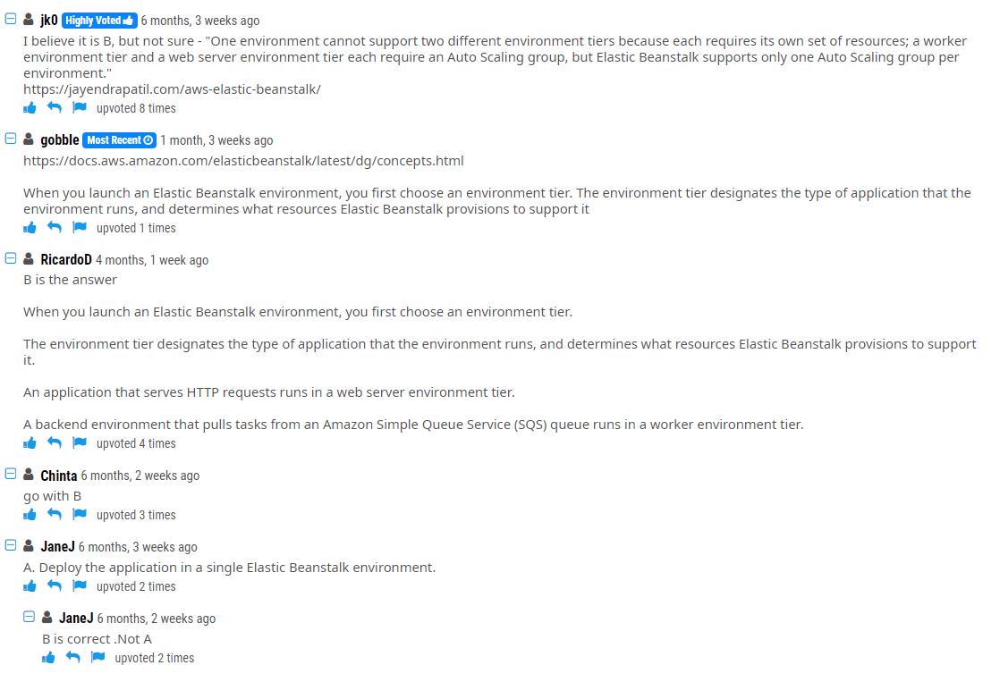 jk0 Highly Voted 6 months, 3 weeks ago
I believe it is B, but not sure - "One environment cannot support two different environment tiers because each requires its own set of resources; a worker
environment tier and a web server environment tier each require an Auto Scaling group, but Elastic Beanstalk supports only one Auto Scaling group per
environment."
https://jayendrapatil.com/aws-elastic-beanstalk/
upvoted 8 times
gobble Most Recent 1 month, 3 weeks ago
https://docs.aws.amazon.com/elasticbeanstalk/latest/dg/concepts.html
When you launch an Elastic Beanstalk environment, you first choose an environment tier. The environment tier designates the type of application that the
environment runs, and determines what resources Elastic Beanstalk provisions to support it
upvoted 1 times
RicardoD 4 months, 1 week ago
B is the answer
When you launch an Elastic Beanstalk environment, you first choose an environment tier.
The environment tier designates the type of application that the environment runs, and determines what resources Elastic Beanstalk provisions to support
it.
An application that serves HTTP requests runs in a web server environment tier.
A backend environment that pulls tasks from an Amazon Simple Queue Service (SQS) queue runs in a worker environment tier.
upvoted 4 times
Chinta 6 months, 2 weeks ago
go with B
upvoted 3 times
JaneJ 6 months, 3 weeks ago
A. Deploy the application in a single Elastic Beanstalk environment.
upvoted 2 times
JaneJ 6 months, 2 weeks ago
B is correct .Not A
upvoted 2 times